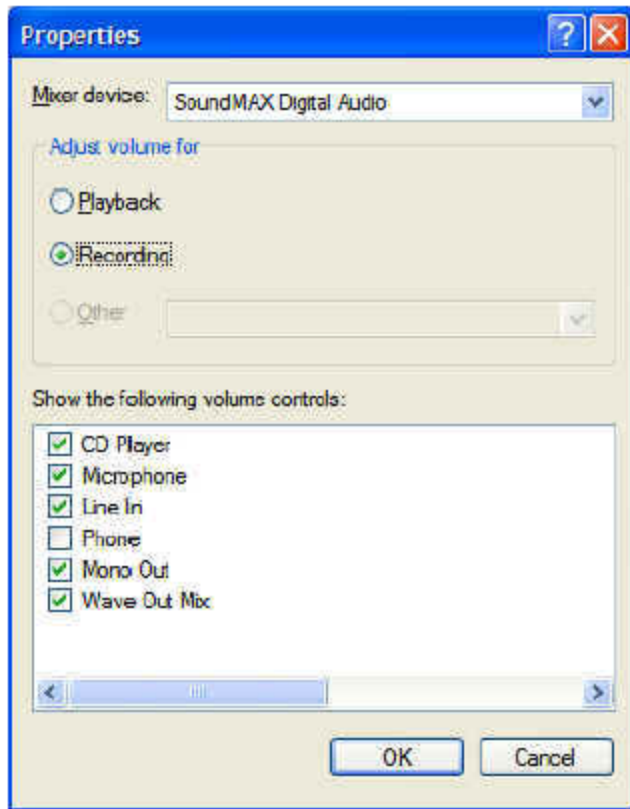 Properties
Mixer device: SoundMAX Digital Audio
Adjust volume for
Playback
Recording
Other
Show the following volume controls:
CD Player
Microphone
Line In
Phone
Mono Out
Wave Out Mix
OK Cancel